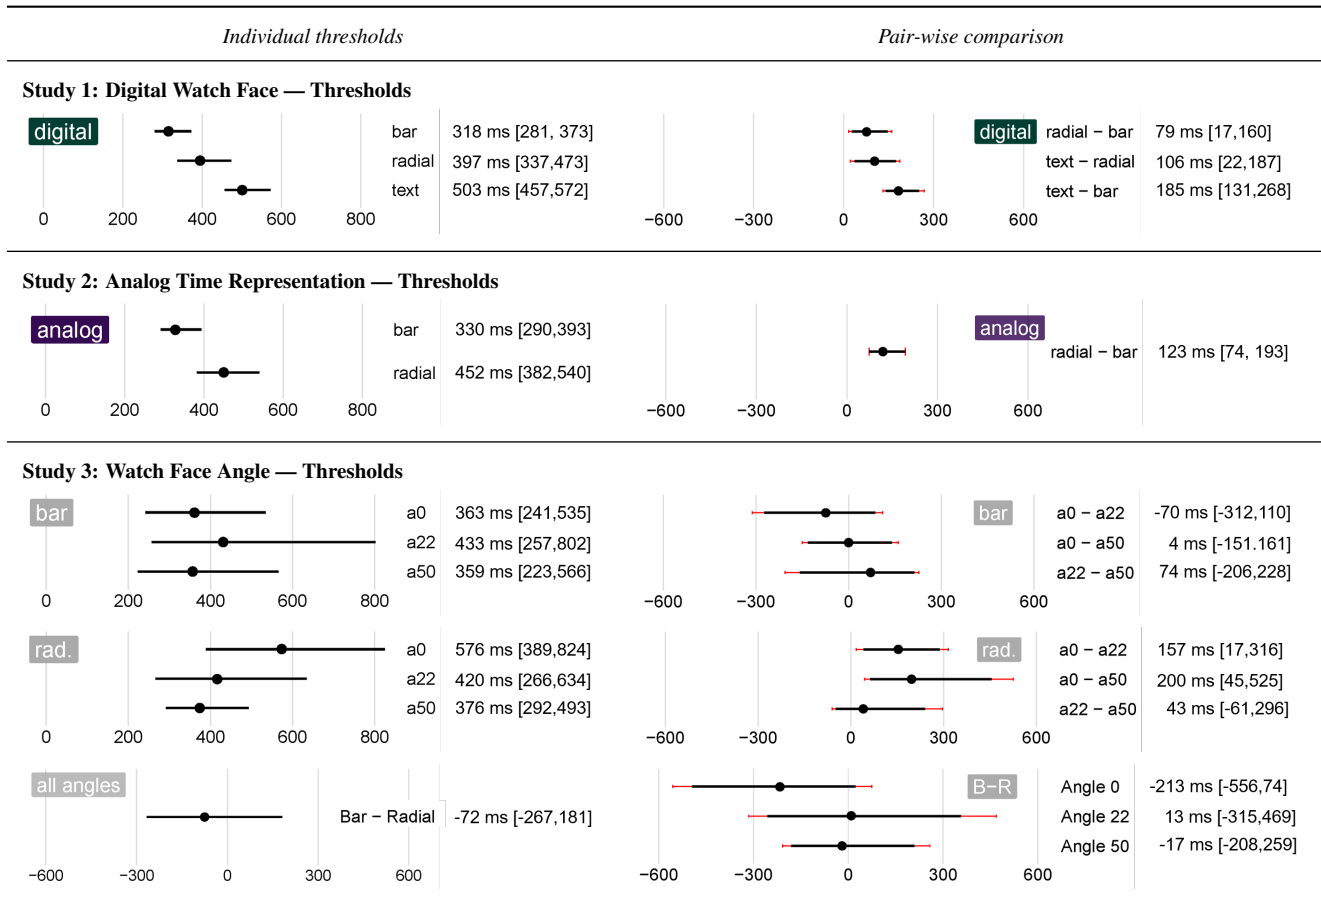 Individual thresholds Pair-wise comparison
Study 1: Digital Watch Face — Thresholds
digital bar 318 ms [281, 373] digital radial − bar 79 ms [17,160]
radial 397 ms [337,473] text − radial 106 ms [22,187]
text 503 ms [457,572] text − bar 185 ms [131,268]
0 200 400 600 800 −600 −300 0 300 600
Study 2: Analog Time Representation — Thresholds
analog bar 330 ms [290,393] analog
radial − bar 123 ms [74, 193]
radial 452 ms [382,540]
0 200 400 600 800 −600 −300 0 300 600
Study 3: Watch Face Angle — Thresholds
bar a0 363 ms [241,535] bar a0 − a22 -70 ms [-312,110]
a22 433 ms [257,802] a0 − a50 4 ms [-151.161]
a50 359 ms [223,566] a22 − a50 74 ms [-206,228]
0 200 400 600 800 −600 −300 0 300 600
rad. a0 576 ms [389,824] rad. a0 − a22 157 ms [17,316]
a22 420 ms [266,634] a0 − a50 200 ms [45,525]
a50 376 ms [292,493] a22 − a50 43 ms [-61,296]
0 200 400 600 800 −600 −300 0 300 600
all angles B−R Angle 0 -213 ms [-556,74]
Bar − Radial -72 ms [-267,181] Angle 22 13 ms [-315,469]
Angle 50 -17 ms [-208,259]
−600 −300 0 300 600 −600 −300 0 300 600